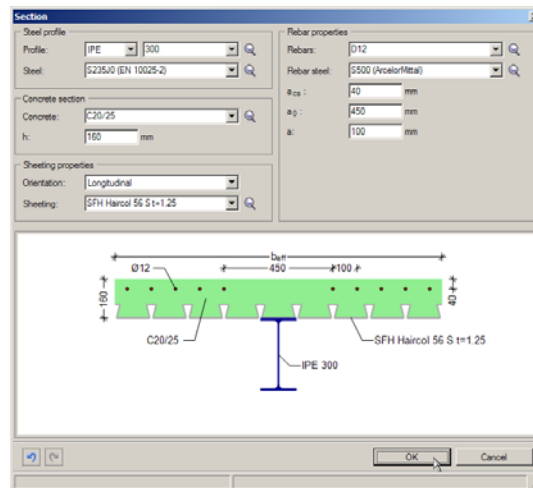 Section
Steel profile
Profile: IPE 300
Steel: S235J0 (EN 10025-2)
Concrete section
Concrete: C20/25
h: 160 mm
Sheeting properties
Orientation: Longitudinal
Sheeting: SFH Haircol 56 S t=1.25
Rebar properties
Rebars: D12
Rebar steel: S500 (ArcelorMittal)
acs : 40 mm
a0 : 450 mm
a: 100 mm
beff
Ø12 450 100
160 40
C20/25 SFH Haircol 56 S t=1.25
IPE 300
OK Cancel